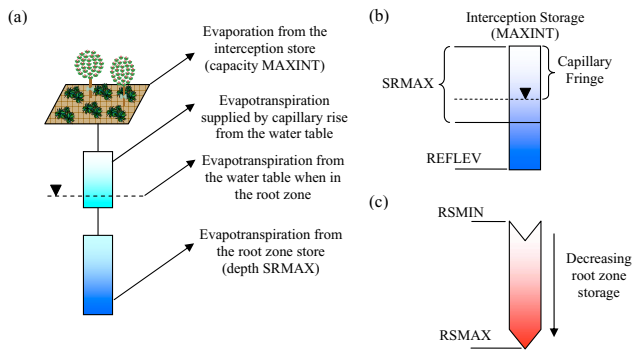 (a)
Evaporation from the
interception store
(capacity MAXINT)
Evapotranspiration
supplied by capillary rise
from the water table
Evapotranspiration from
the water table when in
the root zone
Evapotranspiration from
the root zone store
(depth SRMAX)
(b)
Interception Storage
(MAXINT)
Capillary
Fringe
SRMAX
REFLEV
(c)
RSMIN
Decreasing
root zone
storage
RSMAX